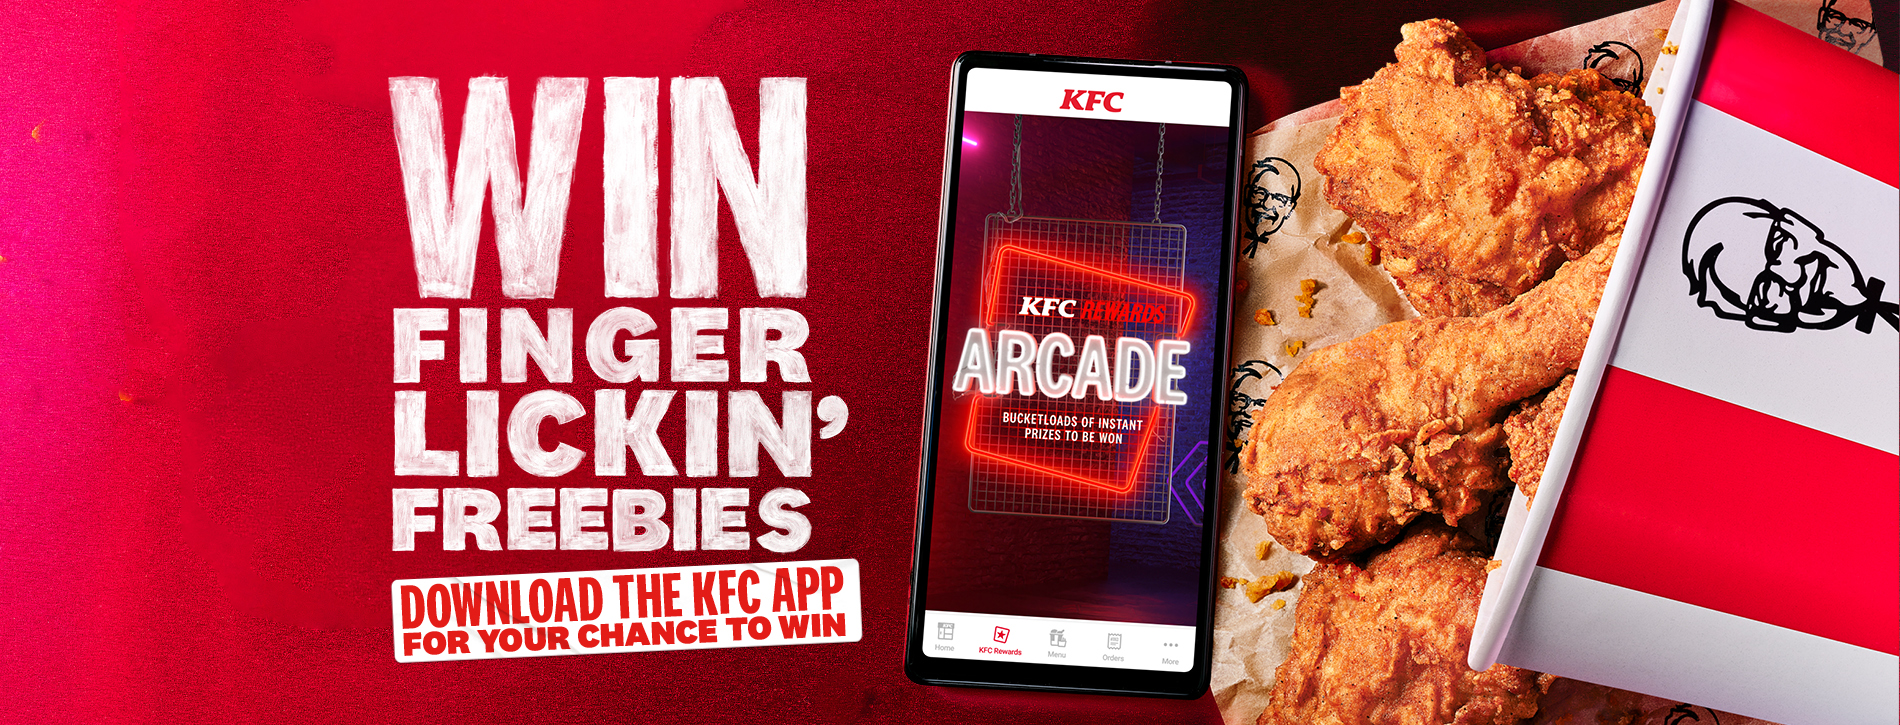 WIN
FINGER
LICKIN'
FREEBIES
DOWNLOAD THE KFC APP
FOR YOUR CHANCE TO WIN
KFC
KFC REWARDS
ARCADE
BUCKETLOADS OF INSTANT
PRIZES TO BE WON
Home
KFC Rewards
Menu
Orders
More